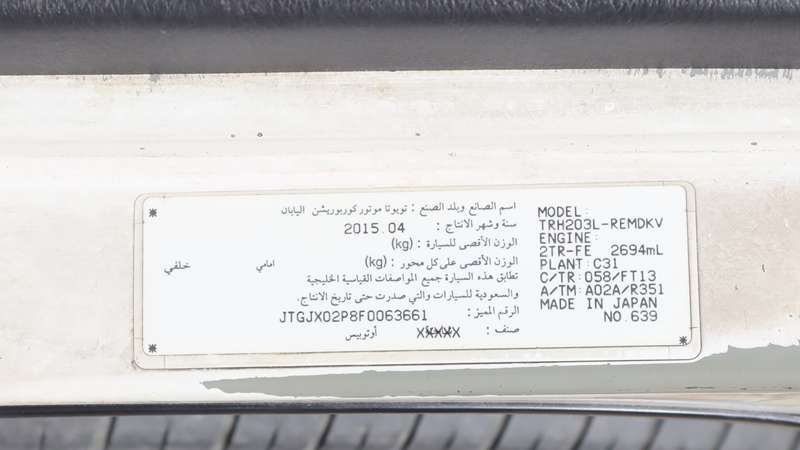 اسم الصانع وبلد الصنع : تويوتا موتور كوربوريشن اليابان
سنة وشهر الانتاج : 2015.04
الوزن الأقصى للسيارة : (kg)
الوزن الأقصى على كل محور : (kg) امامي خلفي
تطابق هذه السيارة جميع المواصفات القياسية الخليجية
والسعودية للسيارات والتي صدرت حتى تاريخ الانتاج.
الرقم المميز : JTGJX02P8F0063661
صنف : XXXXX أوتوبيس
MODEL:
TRH203L-REMDKV
ENGINE:
2TR-FE 2694mL
PLANT:C31
C/TR:058/FT13
A/TM:A02A/R351
MADE IN JAPAN
NO.639